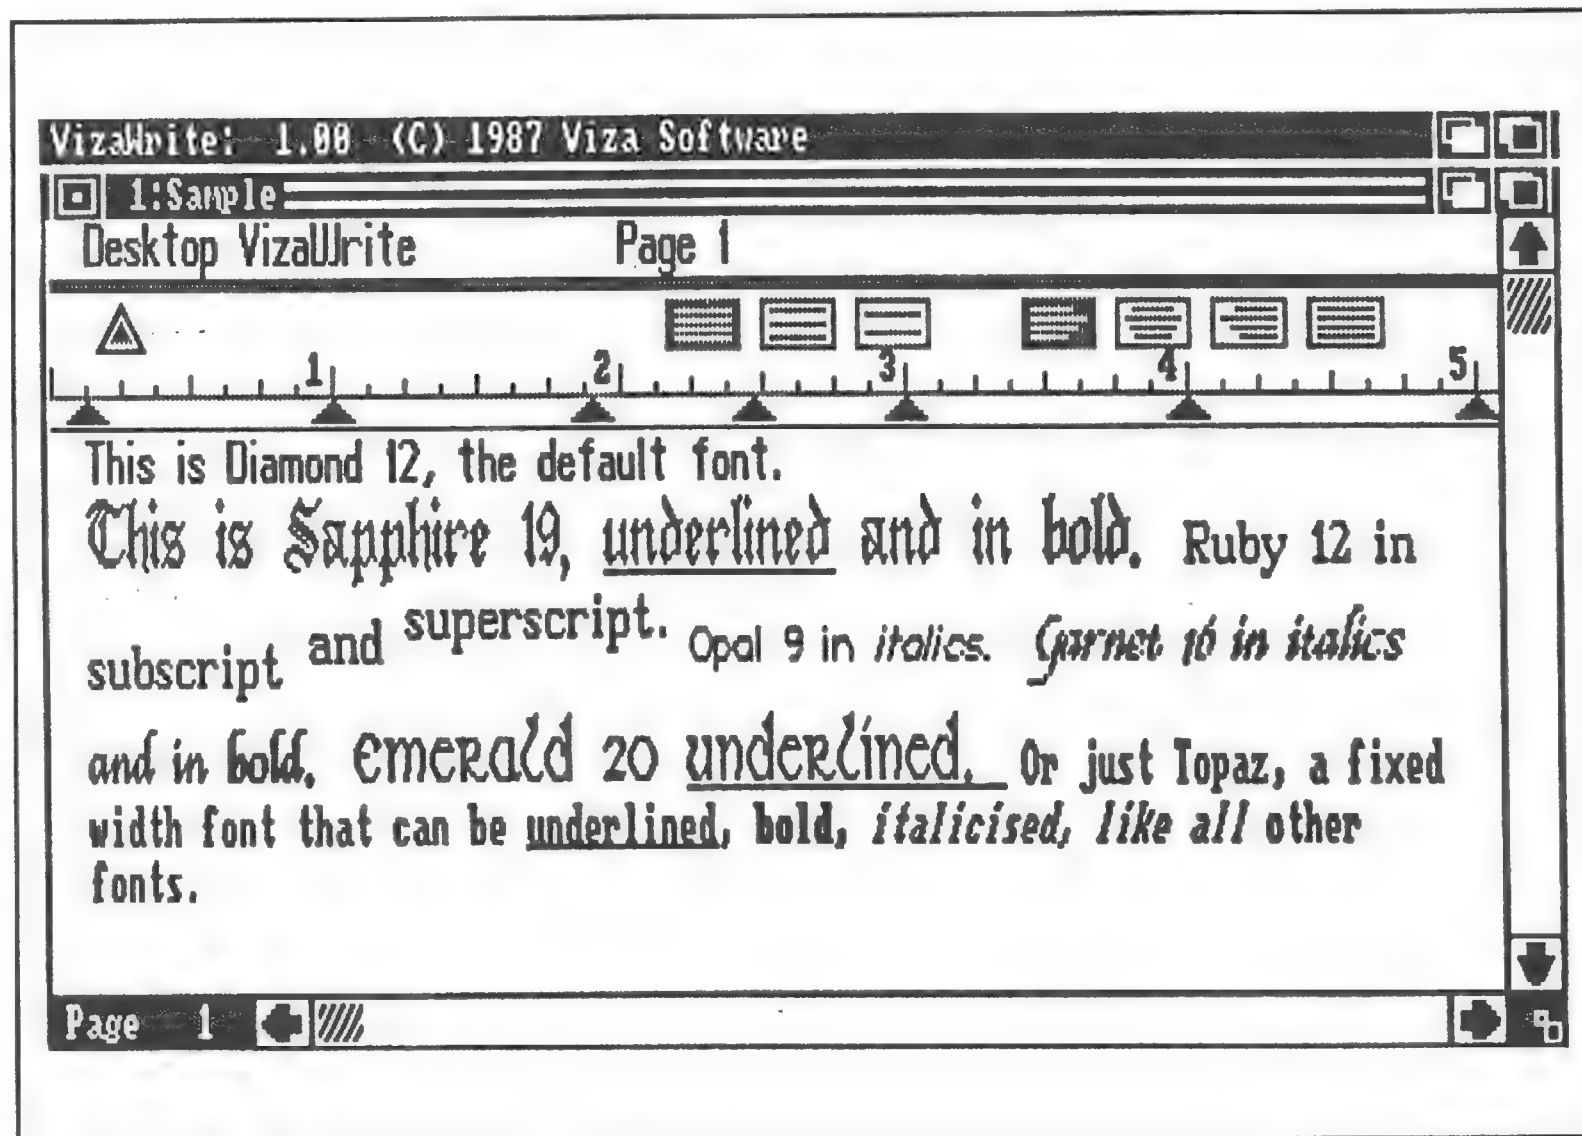 VizaWrite: 1.00 (C) 1987 Viza Software
1:Sample
Desktop VizaWrite Page 1
1 2 3 4 5
This is Diamond 12, the default font.
This is Sapphire 19, underlined and in bold. Ruby 12 in
subscript and superscript. Opal 9 in italics. Garnet 16 in italics
and in bold. Emerald 20 underlined. Or just Topaz, a fixed
width font that can be underlined, bold, italicised, like all other
fonts.
Page 1